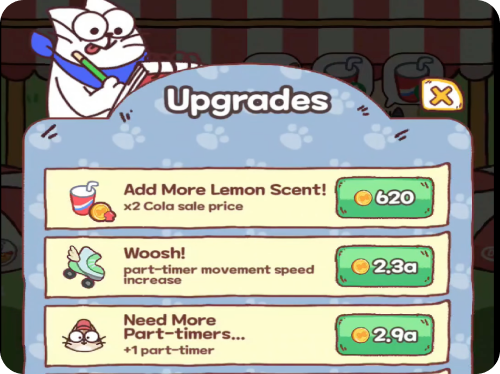 Upgrades
Add More Lemon Scent!
x2 Cola sale price
620
Woosh!
part-timer movement speed
increase
2.3a
Need More
Part-timers...
+1 part-timer
2.9a